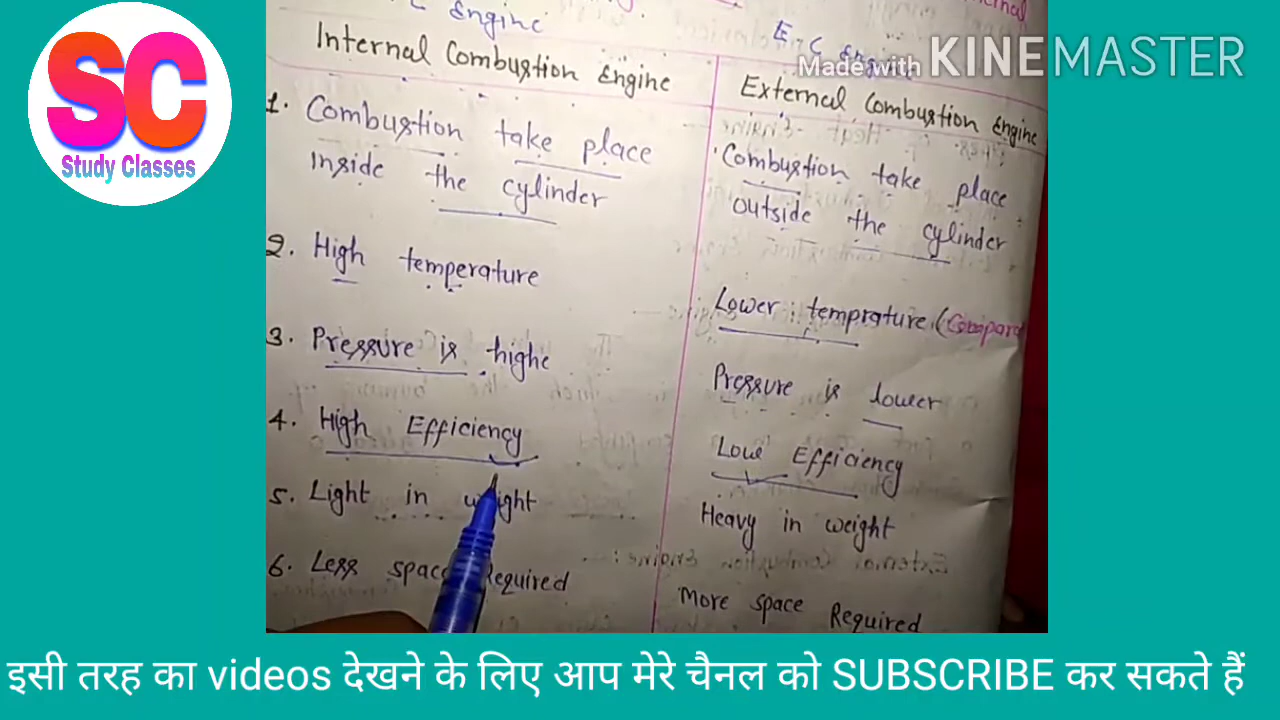 SC
Study Classes
Made with KINEMASTER
Engine
E.C Engine
Internal Combustion Engine
External Combustion Engine
1. Combustion take place
inside the cylinder
Combustion take place
outside the cylinder
2. High temperature
Lower temprature (Compar
3. Pressure is highe
Pressure is lower
4. High Efficiency
Low Efficiency
5. Light in weight
Heavy in weight
6. Less space Required
More space Required
इसी तरह का videos देखने के लिए आप मेरे चैनल को SUBSCRIBE कर सकते हैं